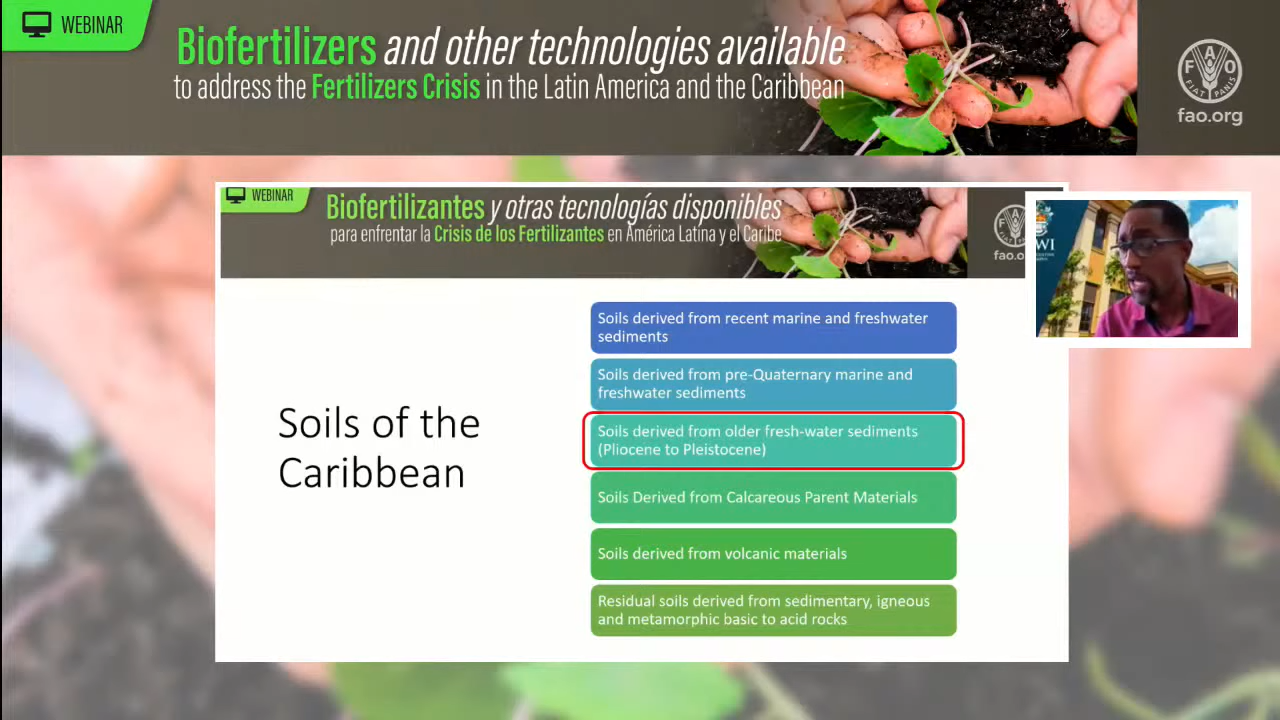 WEBINAR
Biofertilizers and other technologies available
to address the Fertilizers Crisis in the Latin America and the Caribbean
F A O
FIAT PANIS
fao.org
WEBINAR
Biofertilizantes y otras tecnologías disponibles
para enfrentar la Crisis de los Fertilizantes en América Latina y el Caribe
fao.o
WI
Soils of the
Caribbean
Soils derived from recent marine and freshwater
sediments
Soils derived from pre-Quaternary marine and
freshwater sediments
Soils derived from older fresh-water sediments
(Pliocene to Pleistocene)
Soils Derived from Calcareous Parent Materials
Soils derived from volcanic materials
Residual soils derived from sedimentary, igneous
and metamorphic basic to acid rocks